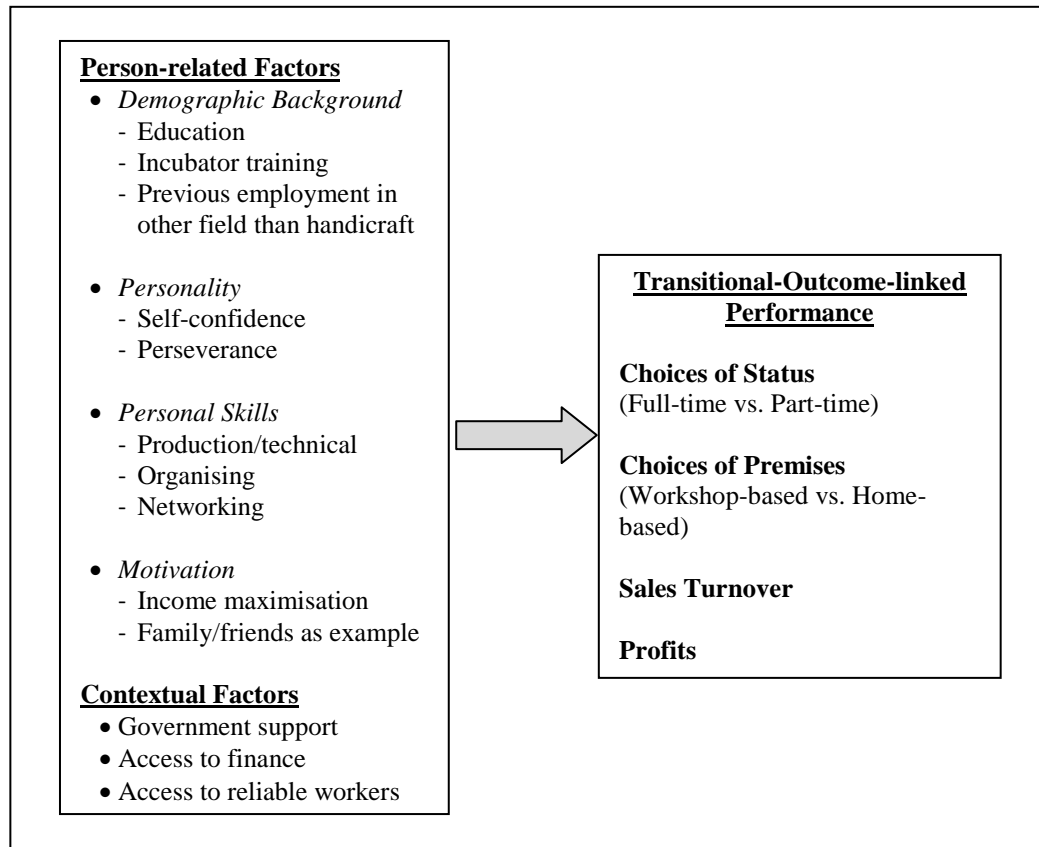 Person-related Factors
• Demographic Background
- Education
- Incubator training
- Previous employment in
other field than handicraft
• Personality
- Self-confidence
- Perseverance
• Personal Skills
- Production/technical
- Organising
- Networking
• Motivation
- Income maximisation
- Family/friends as example
Contextual Factors
• Government support
• Access to finance
• Access to reliable workers
Transitional-Outcome-linked
Performance
Choices of Status
(Full-time vs. Part-time)
Choices of Premises
(Workshop-based vs. Home-
based)
Sales Turnover
Profits